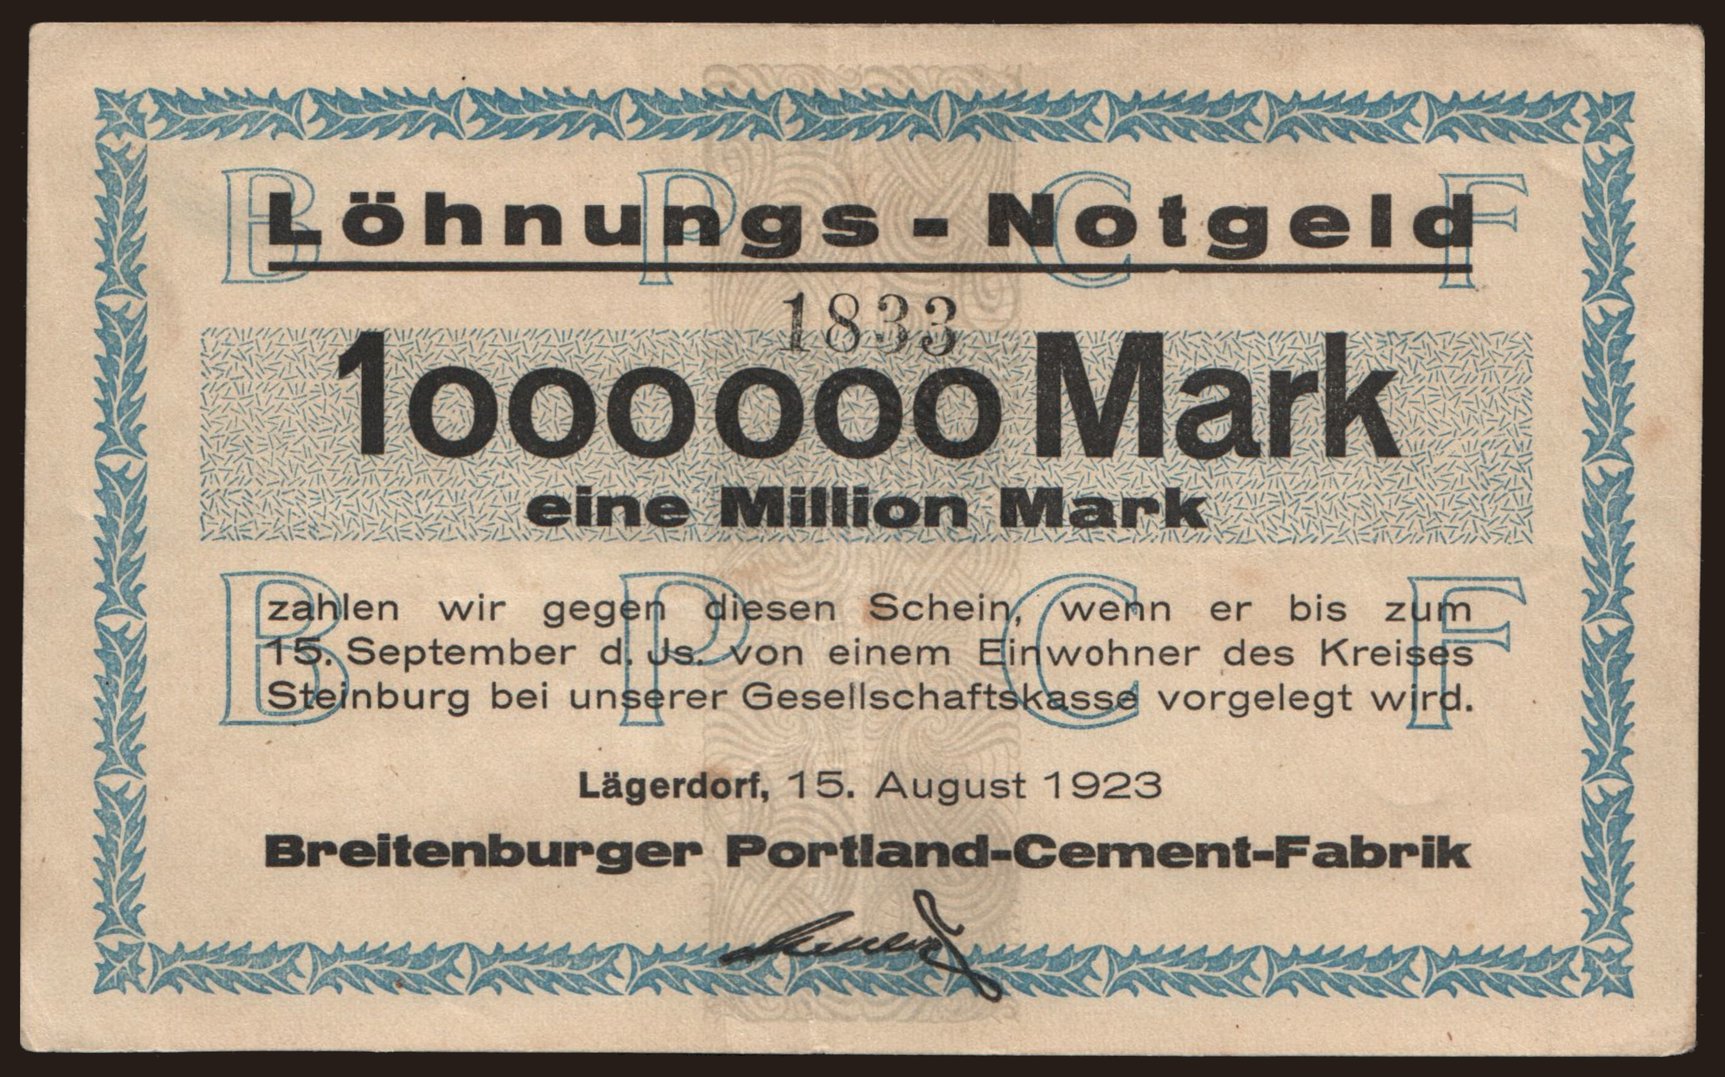 B P C F
Löhnungs-Notgeld
1833
1000000 Mark
eine Million Mark
B P C F
zahlen wir gegen diesen Schein, wenn er bis zum
15. September d. Js. von einem Einwohner des Kreises
Steinburg bei unserer Gesellschaftskasse vorgelegt wird.
Lägerdorf, 15. August 1923
Breitenburger Portland-Cement-Fabrik